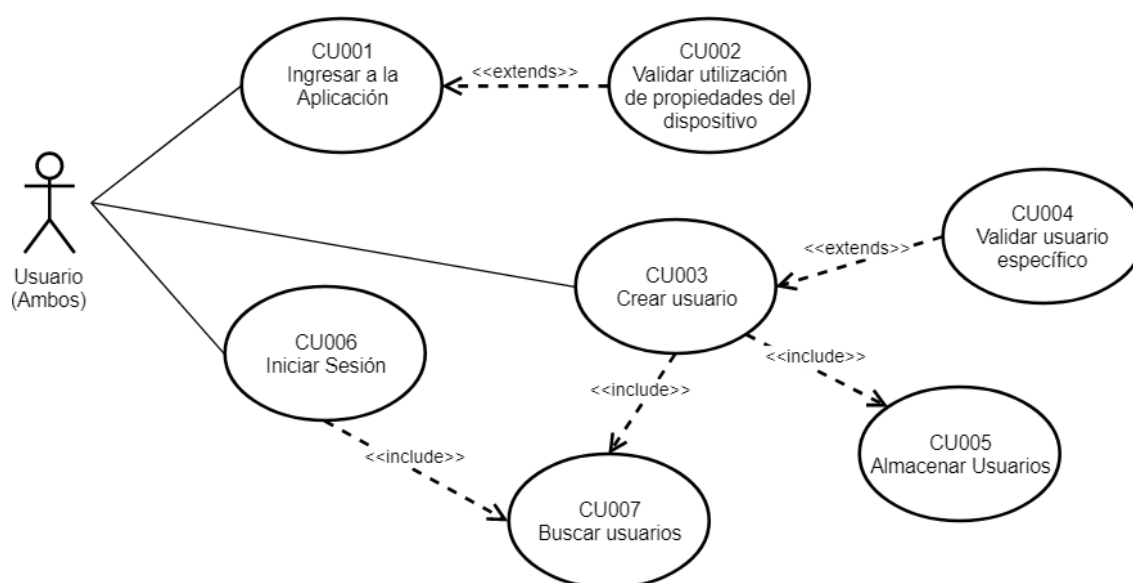 CU001
Ingresar a la
Aplicación
<<extends>>
CU002
Validar utilización
de propiedades del
dispositivo
Usuario
(Ambos)
CU003
Crear usuario
<<extends>>
CU004
Validar usuario
específico
CU006
Iniciar Sesión
<<include>>
<<include>>
<<include>>
CU005
Almacenar Usuarios
CU007
Buscar usuarios